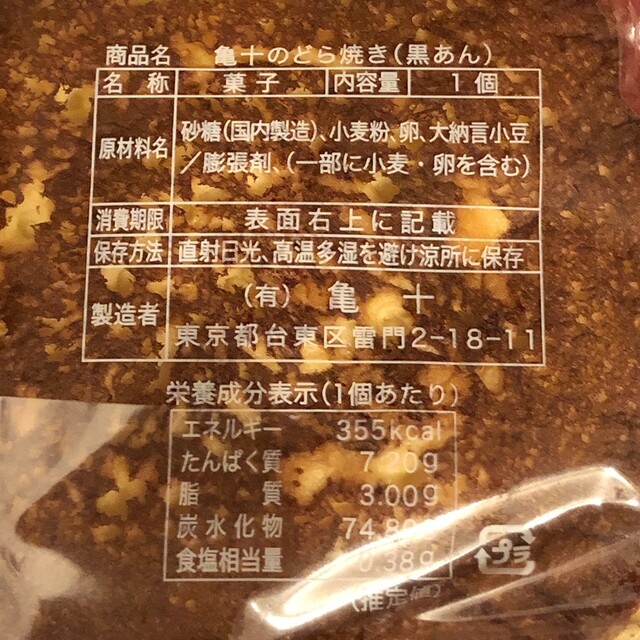 商品名 亀十のどら焼き(黒あん)
名称 菓子 内容量 1個
原材料名 砂糖(国内製造)、小麦粉、卵、大納言小豆
／膨張剤、(一部に小麦・卵を含む)
消費期限 表面右上に記載
保存方法 直射日光、高温多湿を避け涼所に保存
製造者 (有) 亀十
東京都台東区雷門2-18-11
栄養成分表示(1個あたり)
エネルギー 355kcal
たんぱく質 7.20g
脂質 3.00g
炭水化物 74.80g
食塩相当量 0.38g
(推定値)
プラ